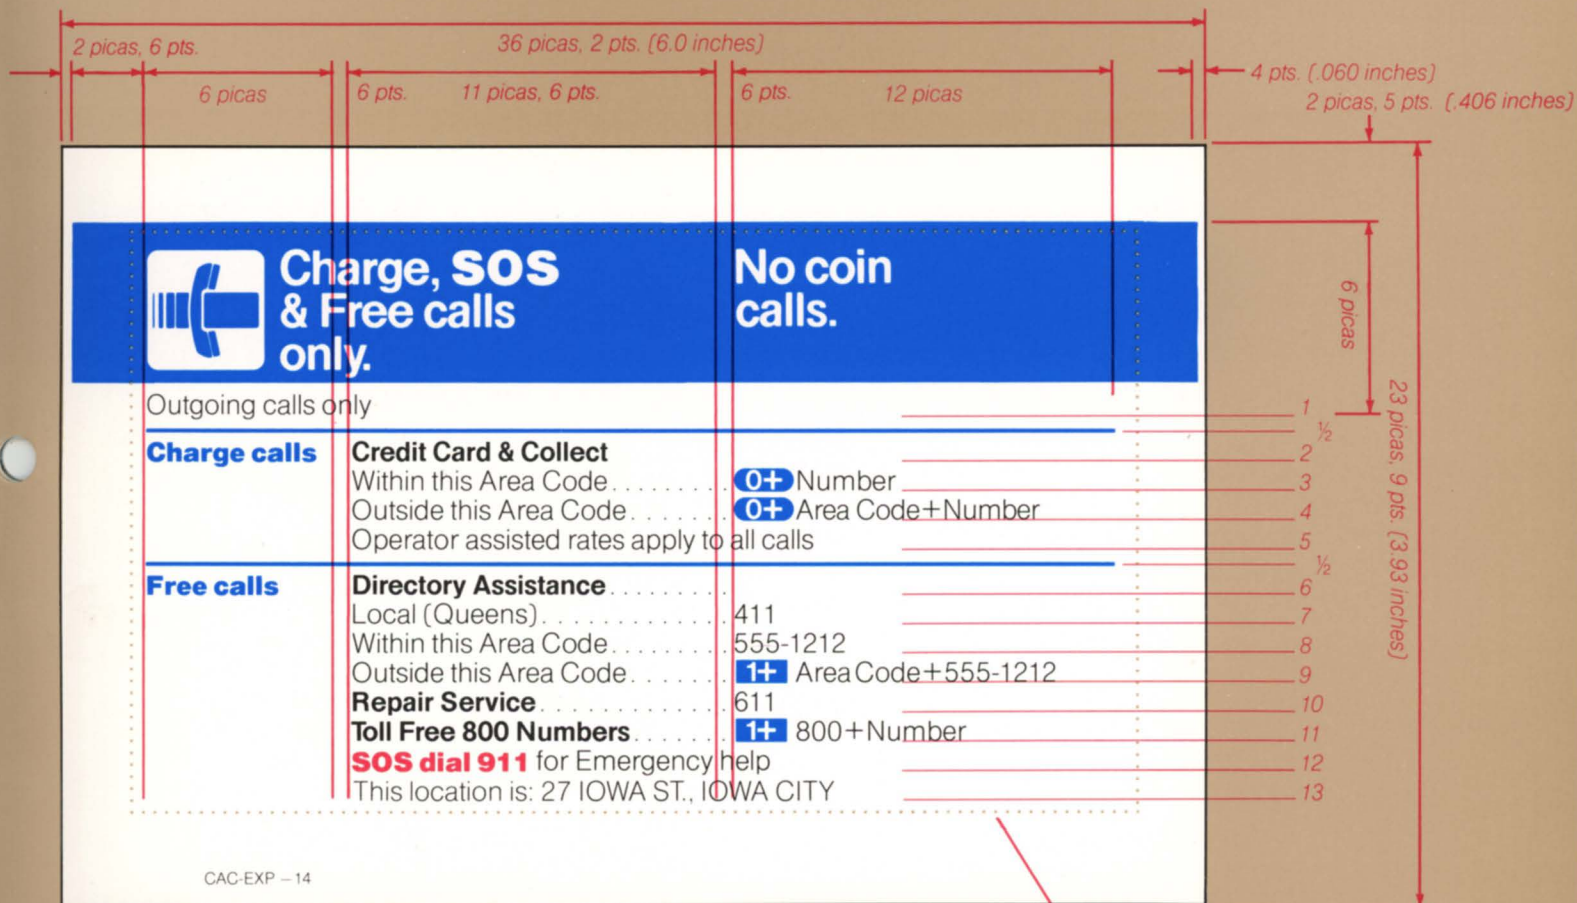 2 picas, 6 pts.
36 picas, 2 pts. (6.0 inches)
6 picas
6 pts.
11 picas, 6 pts.
6 pts.
12 picas
4 pts. (.060 inches)
2 picas, 5 pts. (.406 inches)
Charge, SOS
& Free calls
only.
No coin
calls.
6 picas
23 picas, 9 pts. (3.93 inches)
Outgoing calls only
1
½
Charge calls Credit Card & Collect
2
Within this Area Code........ 0+ Number
3
Outside this Area Code....... 0+ Area Code+Number
4
Operator assisted rates apply to all calls
5
½
Free calls Directory Assistance........
6
Local (Queens)............. 411
7
Within this Area Code........ 555-1212
8
Outside this Area Code....... 1+ Area Code+555-1212
9
Repair Service............. 611
10
Toll Free 800 Numbers....... 1+ 800+Number
11
SOS dial 911 for Emergency help
12
This location is: 27 IOWA ST., IOWA CITY
13
CAC-EXP – 14